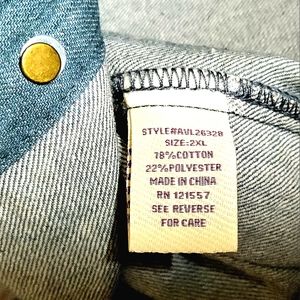 STYLE#AVL26328
SIZE:2XL
78%COTTON
22%POLYESTER
MADE IN CHINA
RN 121557
SEE REVERSE
FOR CARE